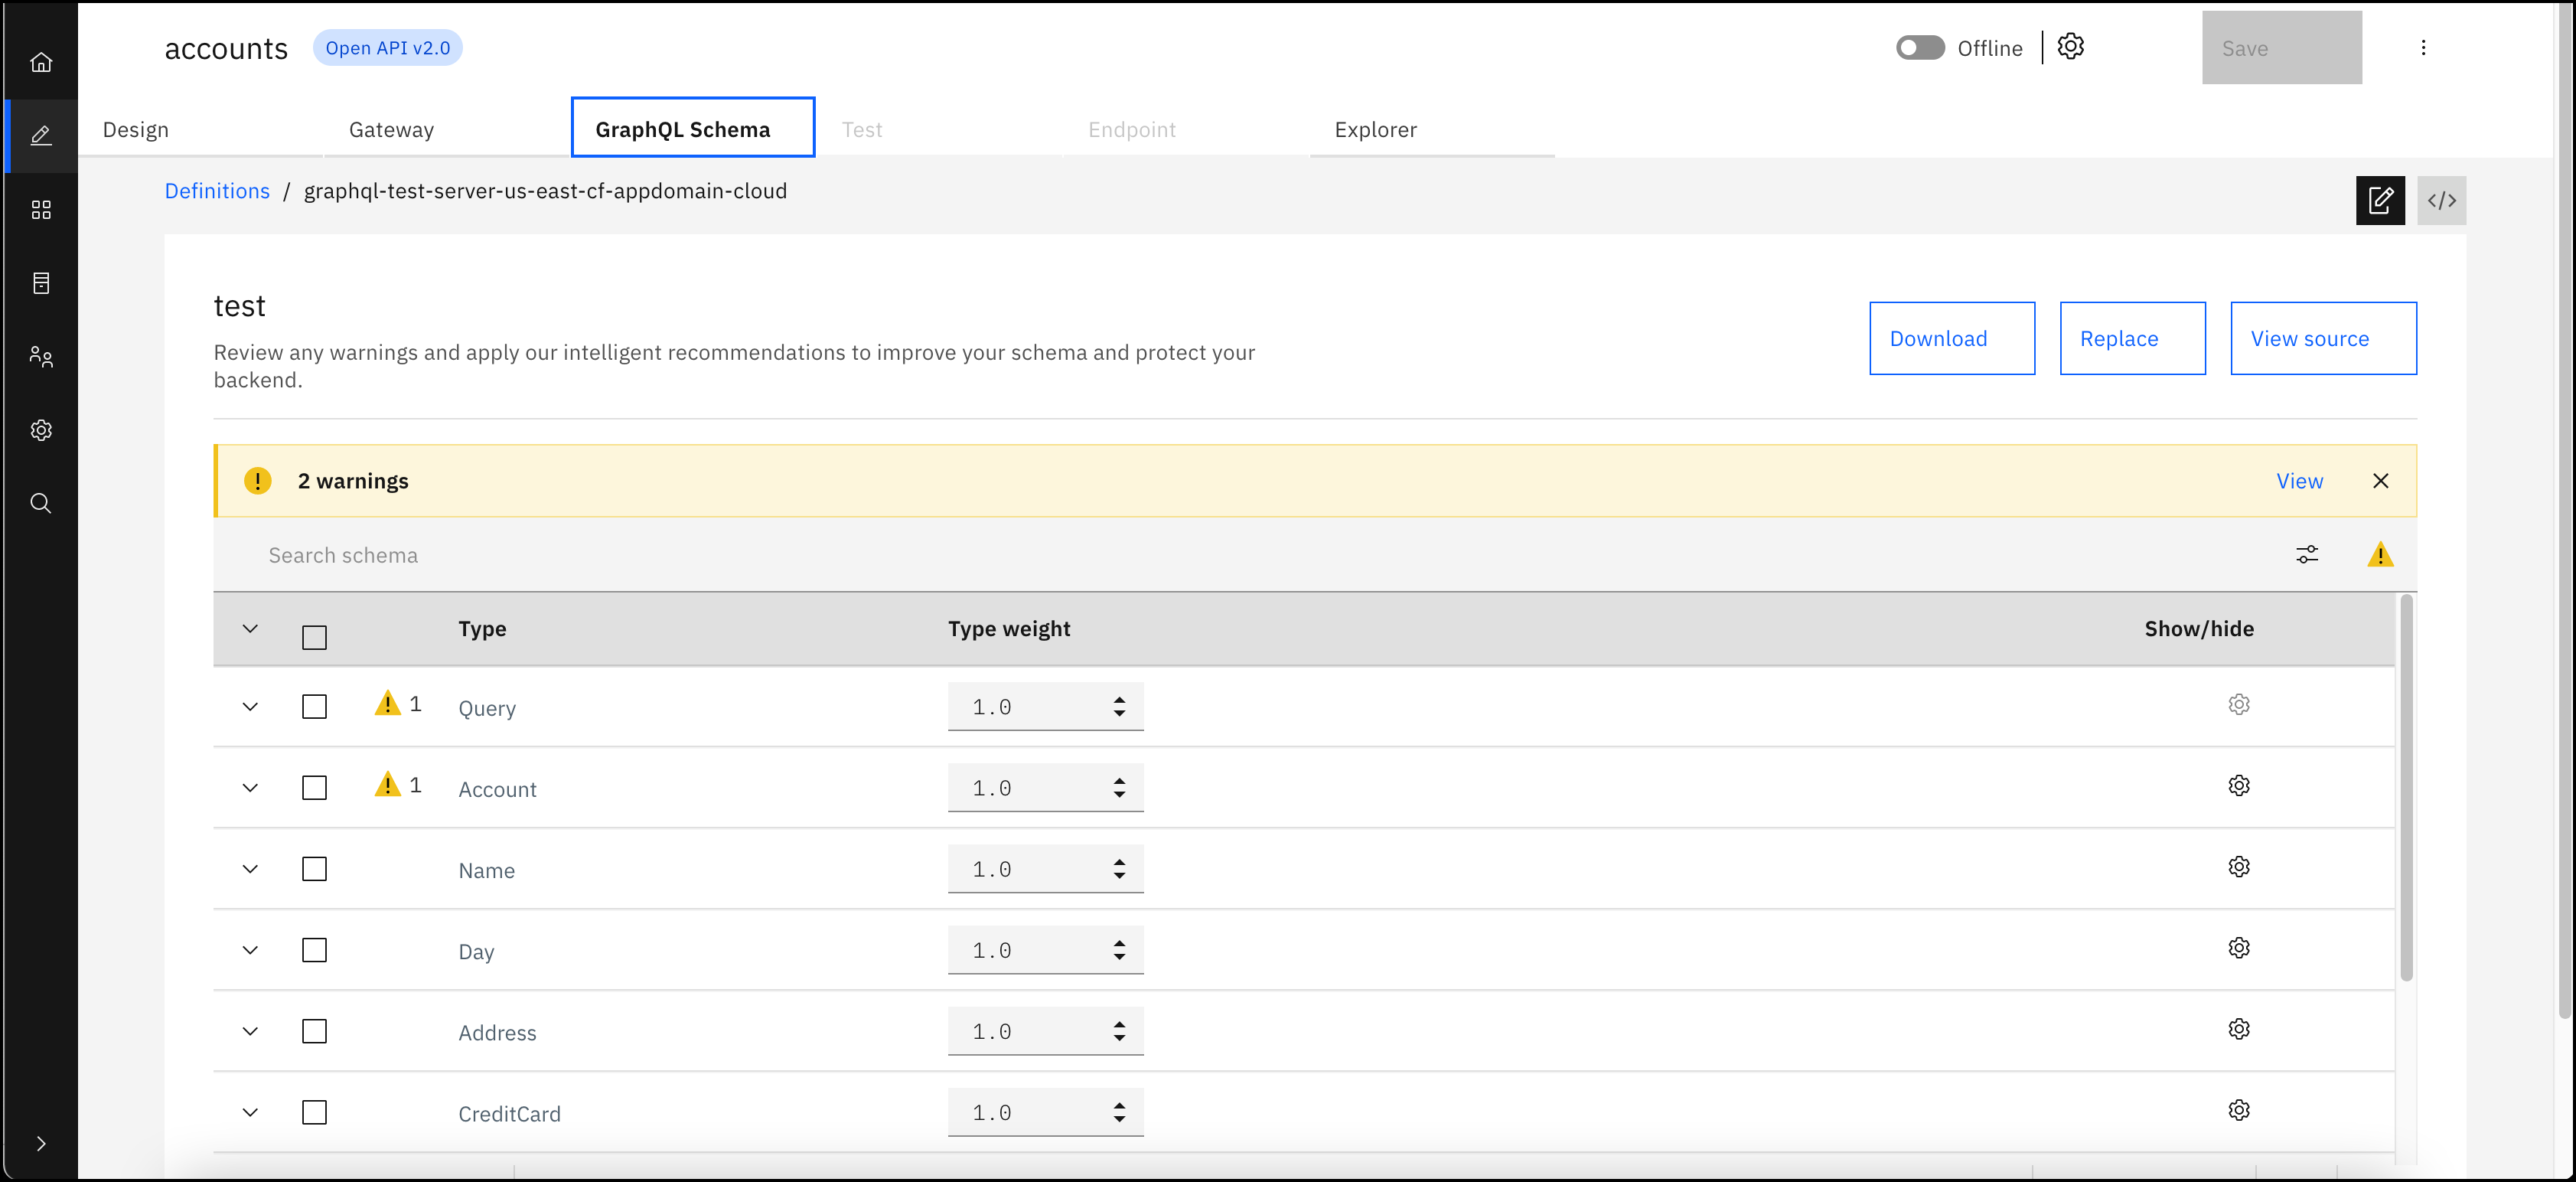 accounts Open API v2.0 Offline Save
Design Gateway GraphQL Schema Test Endpoint Explorer
Definitions / graphql-test-server-us-east-cf-appdomain-cloud
</>
test
Review any warnings and apply our intelligent recommendations to improve your schema and protect your
backend.
Download Replace View source
2 warnings View
Search schema
Type Type weight Show/hide
1 Query 1.0
1 Account 1.0
Name 1.0
Day 1.0
Address 1.0
CreditCard 1.0